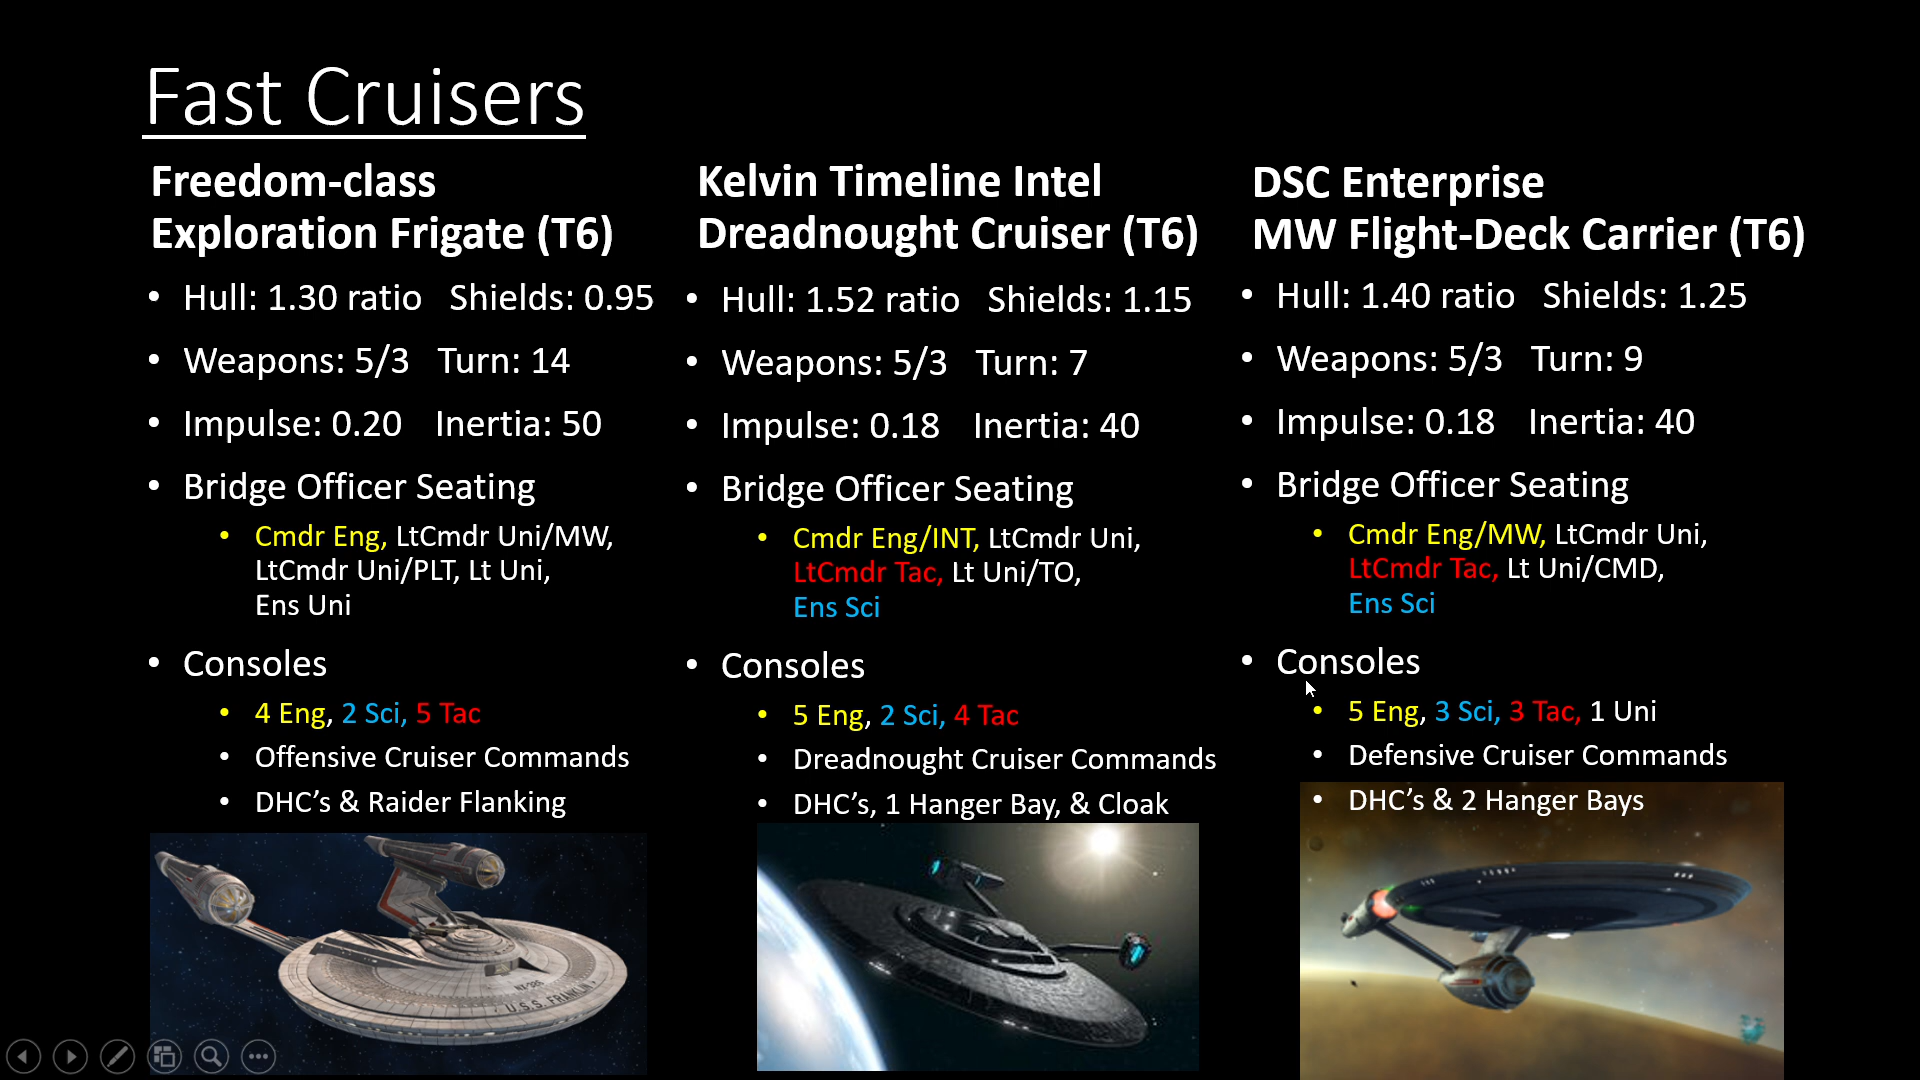 Fast Cruisers
Freedom-class
Exploration Frigate (T6)
• Hull: 1.30 ratio Shields: 0.95
• Weapons: 5/3 Turn: 14
• Impulse: 0.20 Inertia: 50
• Bridge Officer Seating
• Cmdr Eng, LtCmdr Uni/MW,
LtCmdr Uni/PLT, Lt Uni,
Ens Uni
• Consoles
• 4 Eng, 2 Sci, 5 Tac
• Offensive Cruiser Commands
• DHC’s & Raider Flanking
NX-326
U.S.S. FRANKLIN
Kelvin Timeline Intel
Dreadnought Cruiser (T6)
• Hull: 1.52 ratio Shields: 1.15
• Weapons: 5/3 Turn: 7
• Impulse: 0.18 Inertia: 40
• Bridge Officer Seating
• Cmdr Eng/INT, LtCmdr Uni,
LtCmdr Tac, Lt Uni/TO,
Ens Sci
• Consoles
• 5 Eng, 2 Sci, 4 Tac
• Dreadnought Cruiser Commands
• DHC’s, 1 Hanger Bay, & Cloak
DSC Enterprise
MW Flight-Deck Carrier (T6)
• Hull: 1.40 ratio Shields: 1.25
• Weapons: 5/3 Turn: 9
• Impulse: 0.18 Inertia: 40
• Bridge Officer Seating
• Cmdr Eng/MW, LtCmdr Uni,
LtCmdr Tac, Lt Uni/CMD,
Ens Sci
• Consoles
• 5 Eng, 3 Sci, 3 Tac, 1 Uni
• Defensive Cruiser Commands
• DHC’s & 2 Hanger Bays